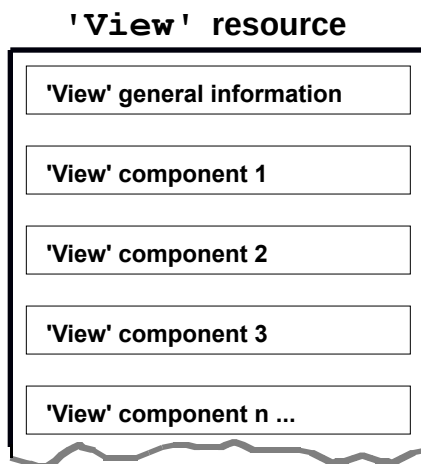 'View' resource
'View' general information
'View' component 1
'View' component 2
'View' component 3
'View' component n ...